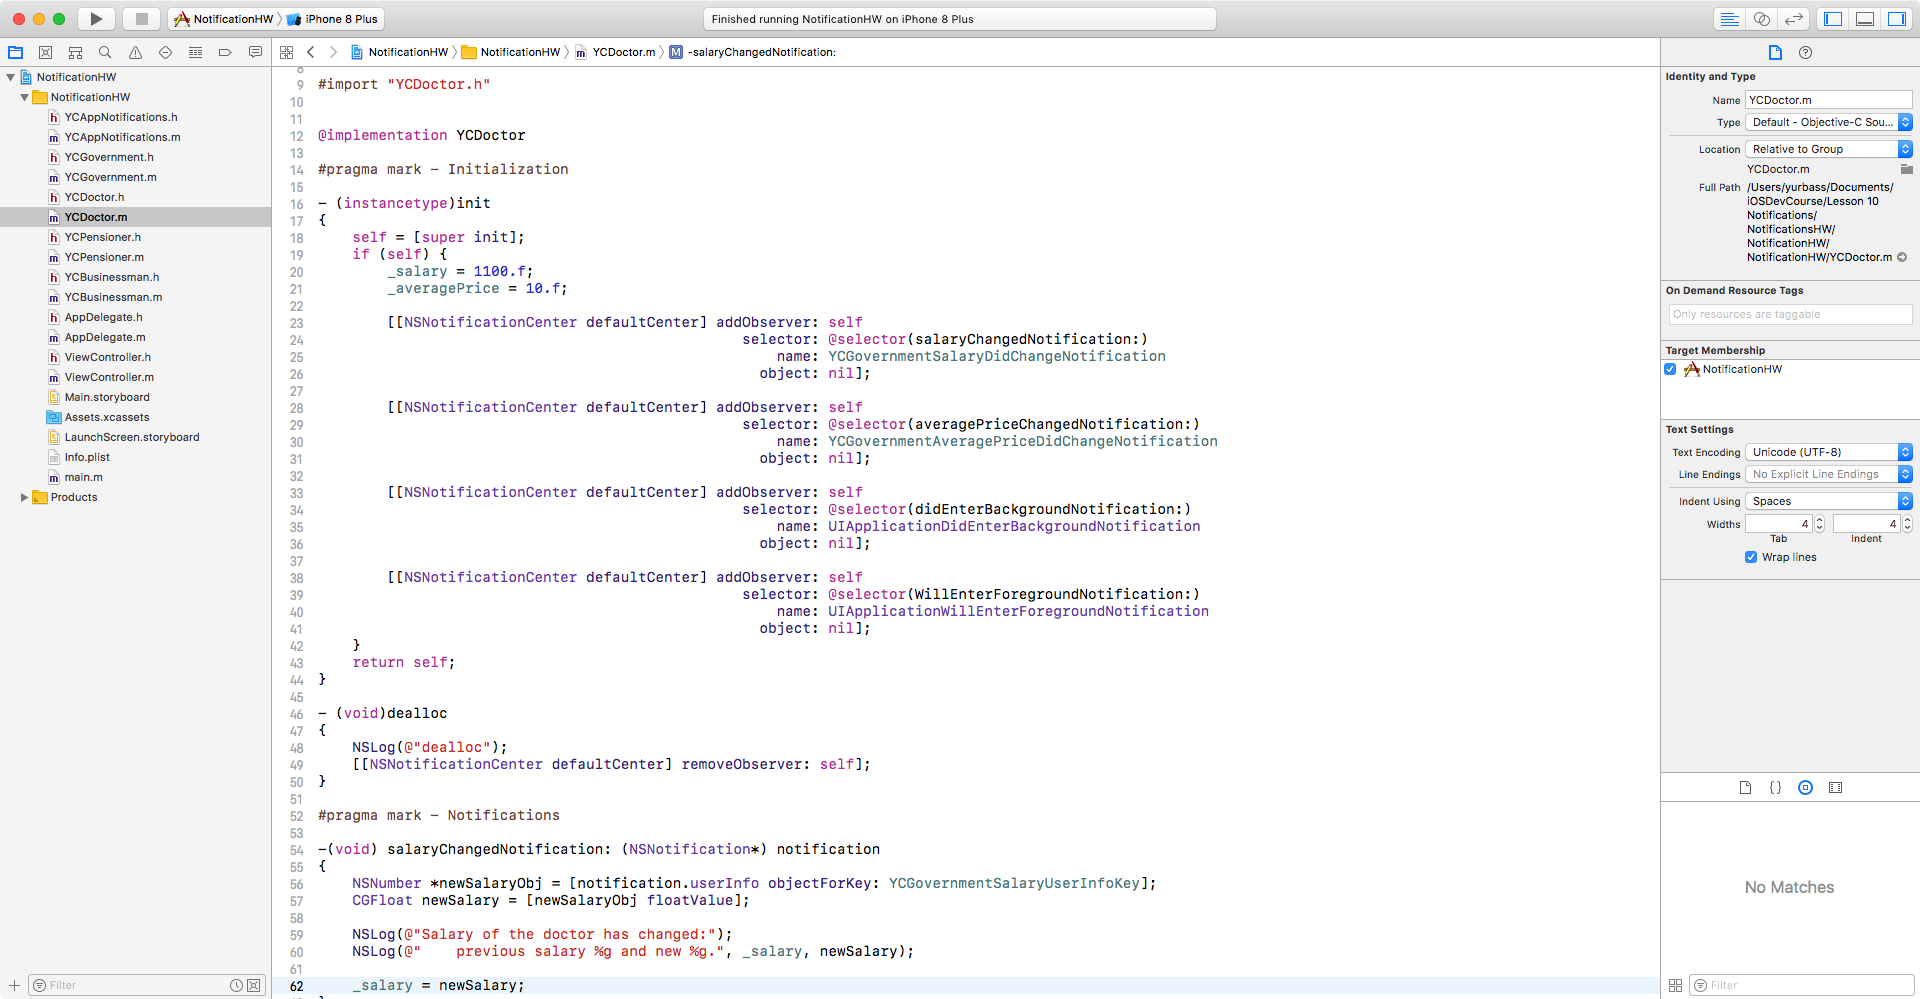 NotificationHW iPhone 8 Plus
Finished running NotificationHW on iPhone 8 Plus
NotificationHW NotificationHW YCDoctor.m M -salaryChangedNotification:
NotificationHW
NotificationHW
h YCAppNotifications.h
m YCAppNotifications.m
h YCGovernment.h
m YCGovernment.m
h YCDoctor.h
m YCDoctor.m
h YCPensioner.h
m YCPensioner.m
h YCBusinessman.h
m YCBusinessman.m
h AppDelegate.h
m AppDelegate.m
h ViewController.h
m ViewController.m
Main.storyboard
Assets.xcassets
LaunchScreen.storyboard
Info.plist
m main.m
Products
Filter
8
9 #import "YCDoctor.h"
10
11
12 @implementation YCDoctor
13
14 #pragma mark - Initialization
15
16 - (instancetype)init
17 {
18 self = [super init];
19 if (self) {
20 _salary = 1100.f;
21 _averagePrice = 10.f;
22
23 [[NSNotificationCenter defaultCenter] addObserver: self
24 selector: @selector(salaryChangedNotification:)
25 name: YCGovernmentSalaryDidChangeNotification
26 object: nil];
27
28 [[NSNotificationCenter defaultCenter] addObserver: self
29 selector: @selector(averagePriceChangedNotification:)
30 name: YCGovernmentAveragePriceDidChangeNotification
31 object: nil];
32
33 [[NSNotificationCenter defaultCenter] addObserver: self
34 selector: @selector(didEnterBackgroundNotification:)
35 name: UIApplicationDidEnterBackgroundNotification
36 object: nil];
37
38 [[NSNotificationCenter defaultCenter] addObserver: self
39 selector: @selector(WillEnterForegroundNotification:)
40 name: UIApplicationWillEnterForegroundNotification
41 object: nil];
42 }
43 return self;
44 }
45
46 - (void)dealloc
47 {
48 NSLog(@"dealloc");
49 [[NSNotificationCenter defaultCenter] removeObserver: self];
50 }
51
52 #pragma mark - Notifications
53
54 -(void) salaryChangedNotification: (NSNotification*) notification
55 {
56 NSNumber *newSalaryObj = [notification.userInfo objectForKey: YCGovernmentSalaryUserInfoKey];
57 CGFloat newSalary = [newSalaryObj floatValue];
58
59 NSLog(@"Salary of the doctor has changed:");
60 NSLog(@"    previous salary %g and new %g.", _salary, newSalary);
61
62 _salary = newSalary;
Identity and Type
Name YCDoctor.m
Type Default - Objective-C Sou...
Location Relative to Group
YCDoctor.m
Full Path /Users/yurbass/Documents/
iOSDevCourse/Lesson 10
Notifications/
NotificationsHW/
NotificationHW/
NotificationHW/YCDoctor.m
On Demand Resource Tags
Only resources are taggable
Target Membership
NotificationHW
Text Settings
Text Encoding Unicode (UTF-8)
Line Endings No Explicit Line Endings
Indent Using Spaces
Widths 4 4
Tab Indent
Wrap lines
{}
No Matches
Filter